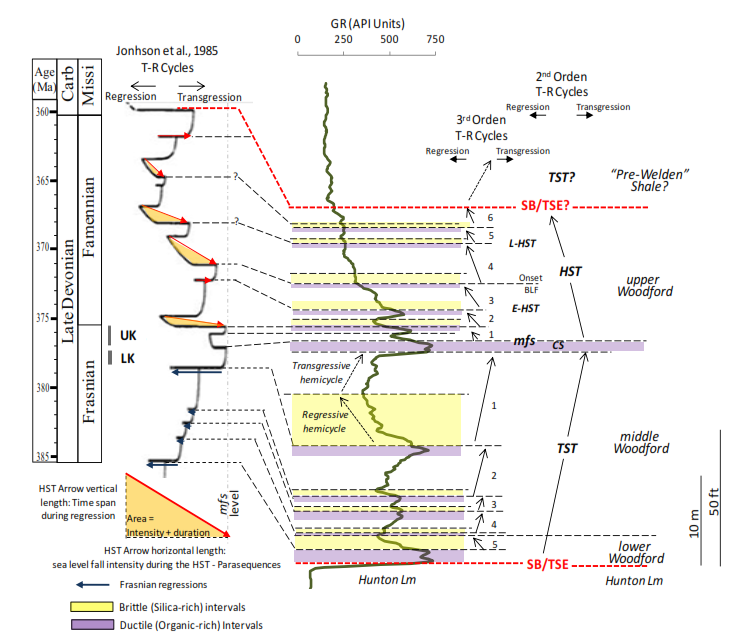 GR (API Units)
0 250 500 750
Jonhson et al., 1985
T-R Cycles
Regression Transgression
Age
(Ma)
Carb
Missi
360
365
370
375
380
385
Late Devonian
Famennian
Frasnian
UK
LK
?
?
2nd Orden
T-R Cycles
Regression Transgression
3rd Orden
T-R Cycles
Regression Transgression
TST?
"Pre-Welden"
Shale?
SB/TSE?
6
5
L-HST
4
HST
Onset
BLF
upper
Woodford
3
E-HST
2
1
mfs
CS
Transgressive
hemicycle
Regressive
hemicycle
1
middle
Woodford
TST
2
3
4
5
lower
Woodford
SB/TSE
Hunton Lm
Hunton Lm
10 m
50 ft
HST Arrow vertical
length: Time span
during regression
Area =
Intensity + duration
mfs
level
HST Arrow horizontal length:
sea level fall intensity during the HST - Parasequences
Frasnian regressions
Brittle (Silica-rich) intervals
Ductile (Organic-rich) Intervals